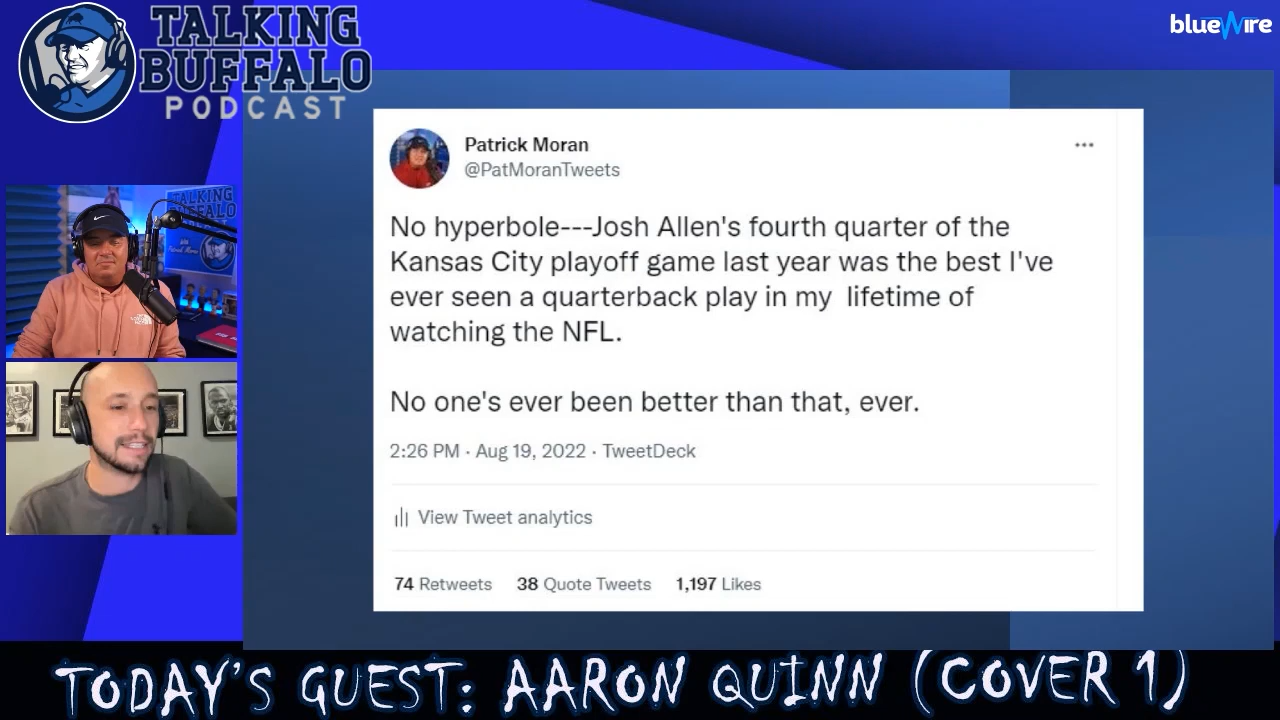 TALKING
BUFFALO
PODCAST
blueWire
Patrick Moran
@PatMoranTweets
No hyperbole---Josh Allen's fourth quarter of the
Kansas City playoff game last year was the best I've
ever seen a quarterback play in my lifetime of
watching the NFL.
No one's ever been better than that, ever.
2:26 PM · Aug 19, 2022 · TweetDeck
View Tweet analytics
74 Retweets 38 Quote Tweets 1,197 Likes
TALKING
BUFFALO
TODAY'S GUEST: AARON QUINN (COVER 1)